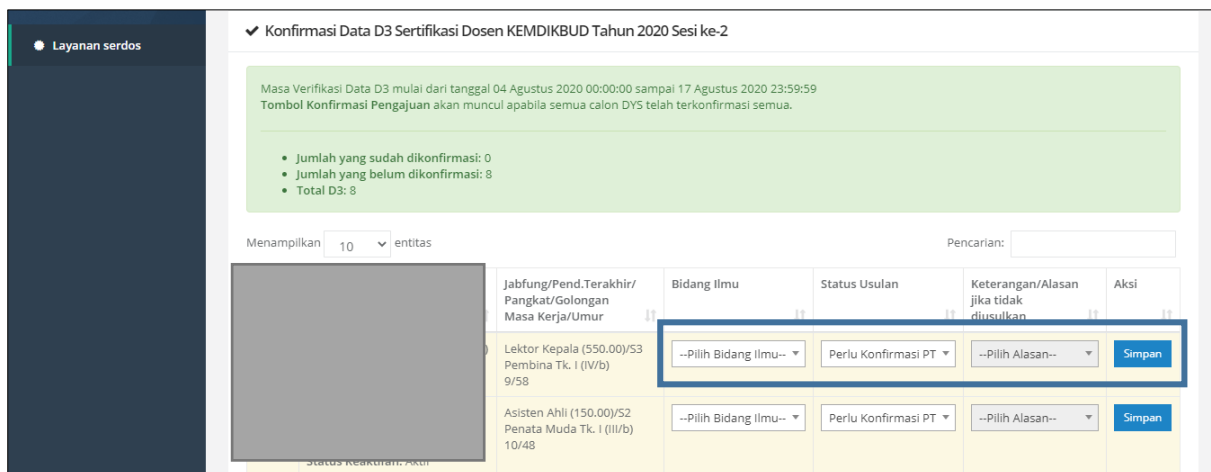 Layanan serdos
Konfirmasi Data D3 Sertifikasi Dosen KEMDIKBUD Tahun 2020 Sesi ke-2
Masa Verifikasi Data D3 mulai dari tanggal 04 Agustus 2020 00:00:00 sampai 17 Agustus 2020 23:59:59
Tombol Konfirmasi Pengajuan akan muncul apabila semua calon DYS telah terkonfirmasi semua.
Jumlah yang sudah dikonfirmasi: 0
Jumlah yang belum dikonfirmasi: 8
Total D3: 8
Menampilkan 10 entitas
Pencarian:
Jabfung/Pend.Terakhir/
Pangkat/Golongan
Masa Kerja/Umur
Bidang Ilmu
Status Usulan
Keterangan/Alasan
jika tidak
diusulkan
Aksi
Lektor Kepala (550.00)/S3
Pembina Tk. I (IV/b)
9/58
--Pilih Bidang Ilmu--
Perlu Konfirmasi PT
--Pilih Alasan--
Simpan
Asisten Ahli (150.00)/S2
Penata Muda Tk. I (III/b)
10/48
--Pilih Bidang Ilmu--
Perlu Konfirmasi PT
--Pilih Alasan--
Simpan